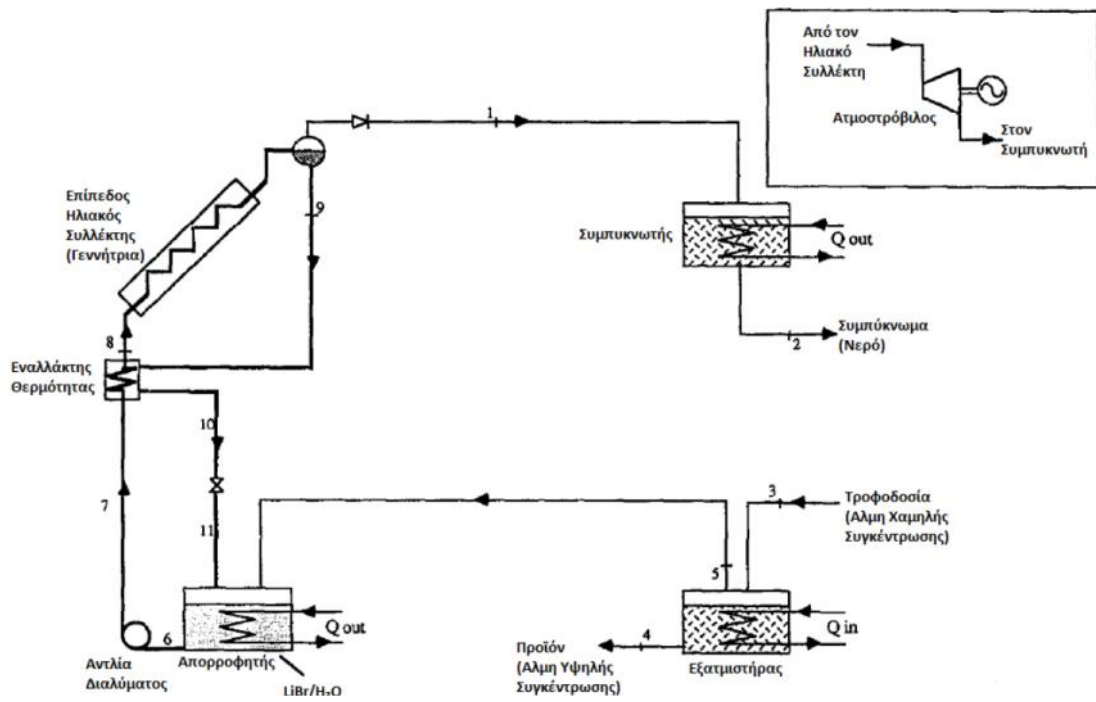 Από τον
Ηλιακό
Συλλέκτη
Ατμοστρόβιλος
Στον
Συμπυκνωτή
1
Επίπεδος
Ηλιακός
Συλλέκτης
(Γεννήτρια)
9
Συμπυκνωτής
Q out
8
2
Συμπύκνωμα
(Νερό)
Εναλλάκτης
Θερμότητας
10
7
3
Τροφοδοσία
(Αλμη Χαμηλής
Συγκέντρωσης)
11
5
Q out
Q in
6
4
Αντλία
Διαλύματος
Απορροφητής
LiBr/H₂O
Προϊόν
(Αλμη Υψηλής
Συγκέντρωσης)
Εξατμιστήρας